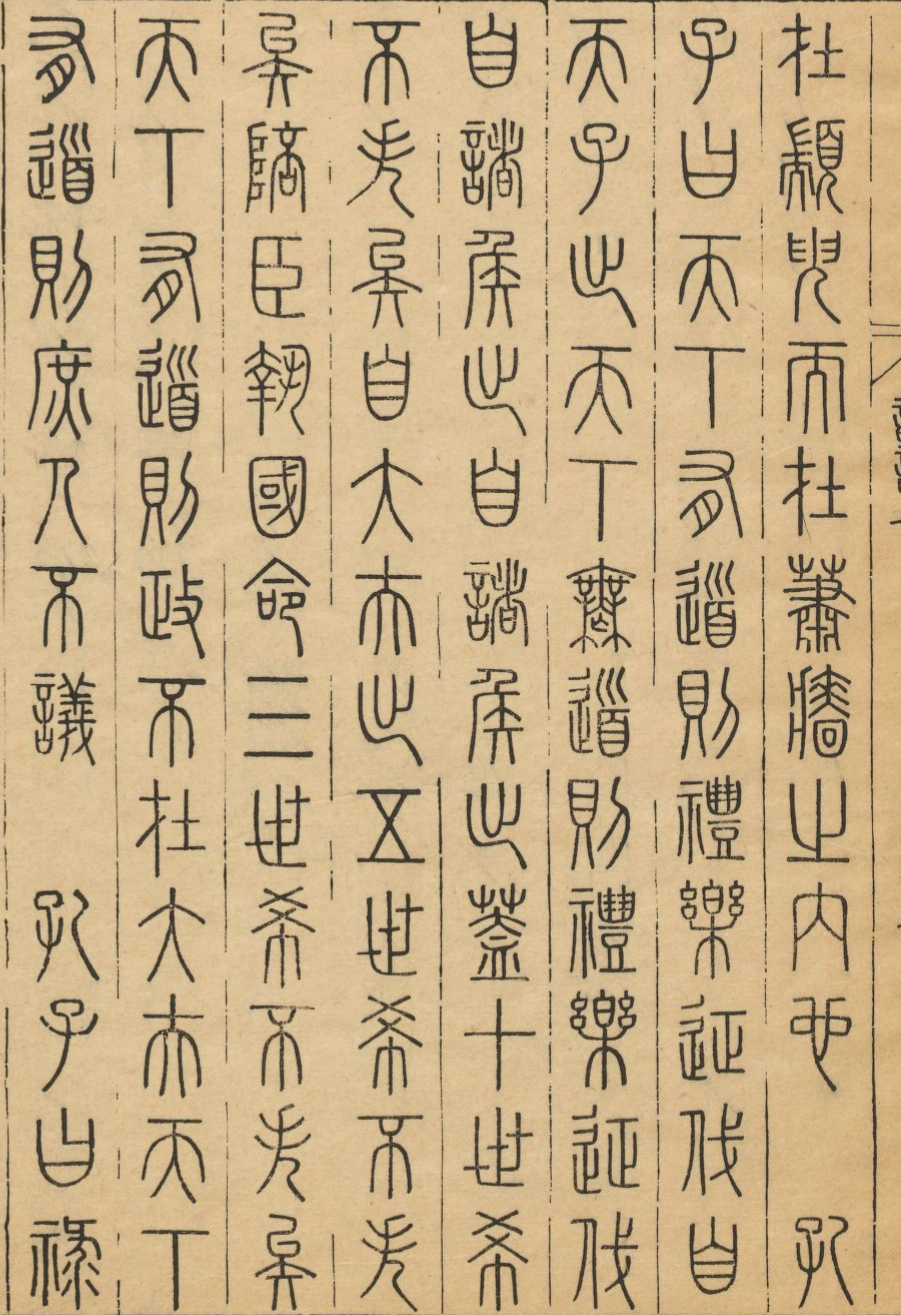 在顓臾而在蕭牆之内也　孔
子曰天下有道則禮樂征伐自
天子出天下無道則禮樂征伐
自諸侯出自諸侯出蓋十世希
不失矣自大夫出五世希不失
矣陪臣執國命三世希不失矣
天下有道則政不在大夫天下
有道則庶人不議　孔子曰祿